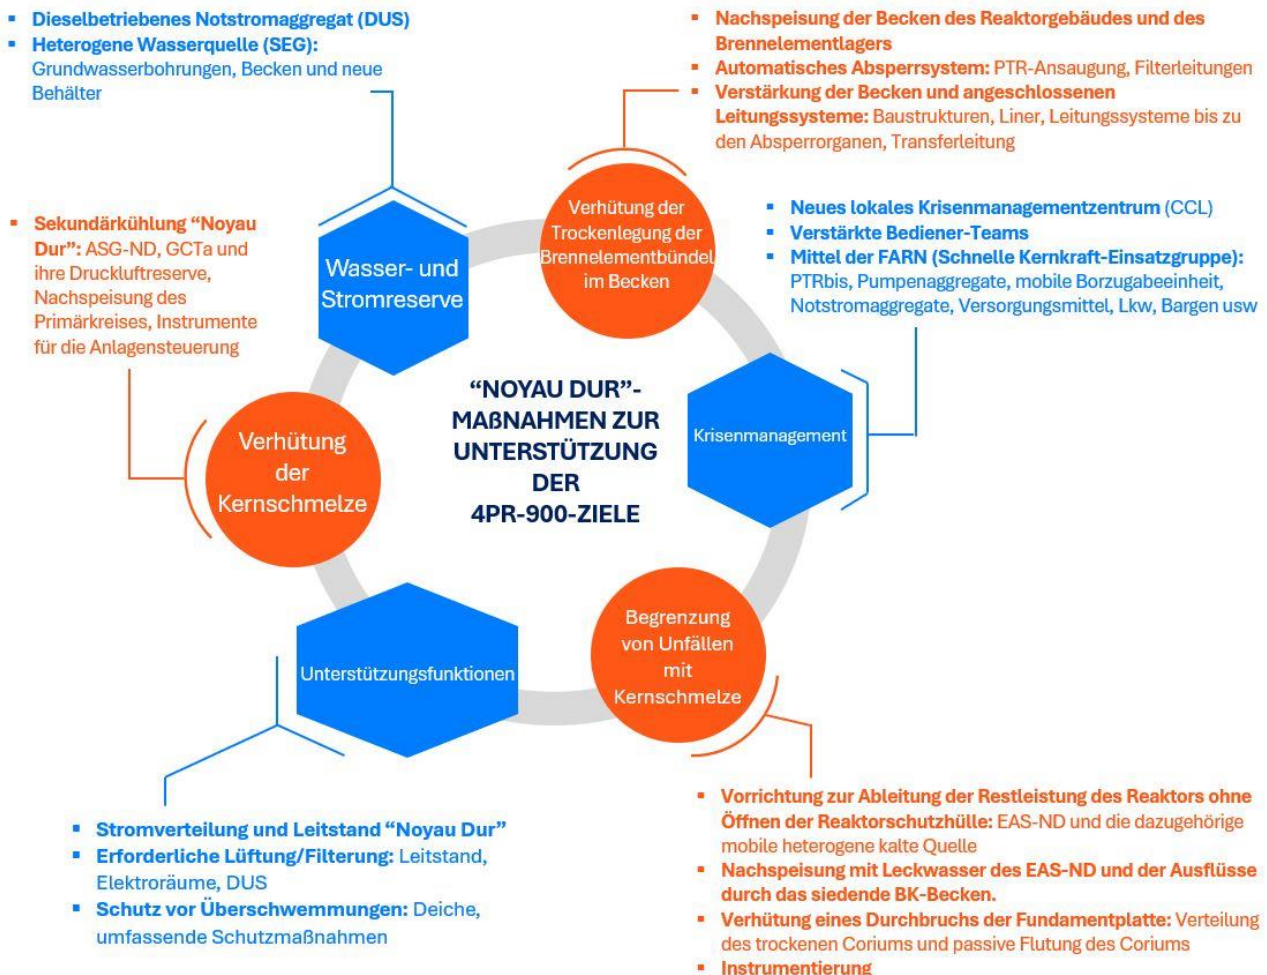 ▪ Dieselbetriebenes Notstromaggregat (DUS)
▪ Heterogene Wasserquelle (SEG):
Grundwasserbohrungen, Becken und neue
Behälter
▪ Nachspeisung der Becken des Reaktorgebäudes und des
Brennelementlagers
▪ Automatisches Absperrsystem: PTR-Ansaugung, Filterleitungen
▪ Verstärkung der Becken und angeschlossenen
Leitungssysteme: Baustrukturen, Liner, Leitungssysteme bis zu
den Absperrorganen, Transferleitung
▪ Sekundärkühlung “Noyau
Dur”: ASG-ND, GCTa und
ihre Druckluftreserve,
Nachspeisung des
Primärkreises, Instrumente
für die Anlagensteuerung
Wasser- und
Stromreserve
Verhütung der
Trockenlegung der
Brennelementbündel
im Becken
▪ Neues lokales Krisenmanagementzentrum (CCL)
▪ Verstärkte Bediener-Teams
▪ Mittel der FARN (Schnelle Kernkraft-Einsatzgruppe):
PTRbis, Pumpenaggregate, mobile Borzugabeeinheit,
Notstromaggregate, Versorgungsmittel, Lkw, Bargen usw
“NOYAU DUR”-
MAßNAHMEN ZUR
UNTERSTÜTZUNG
DER
4PR-900-ZIELE
Krisenmanagement
Verhütung
der
Kernschmelze
Unterstützungsfunktionen
Begrenzung
von Unfällen
mit
Kernschmelze
▪ Stromverteilung und Leitstand “Noyau Dur”
▪ Erforderliche Lüftung/Filterung: Leitstand,
Elektroräume, DUS
▪ Schutz vor Überschwemmungen: Deiche,
umfassende Schutzmaßnahmen
▪ Vorrichtung zur Ableitung der Restleistung des Reaktors ohne
Öffnen der Reaktorschutzhülle: EAS-ND und die dazugehörige
mobile heterogene kalte Quelle
▪ Nachspeisung mit Leckwasser des EAS-ND und der Ausflüsse
durch das siedende BK-Becken.
▪ Verhütung eines Durchbruchs der Fundamentplatte: Verteilung
des trockenen Coriums und passive Flutung des Coriums
▪ Instrumentierung